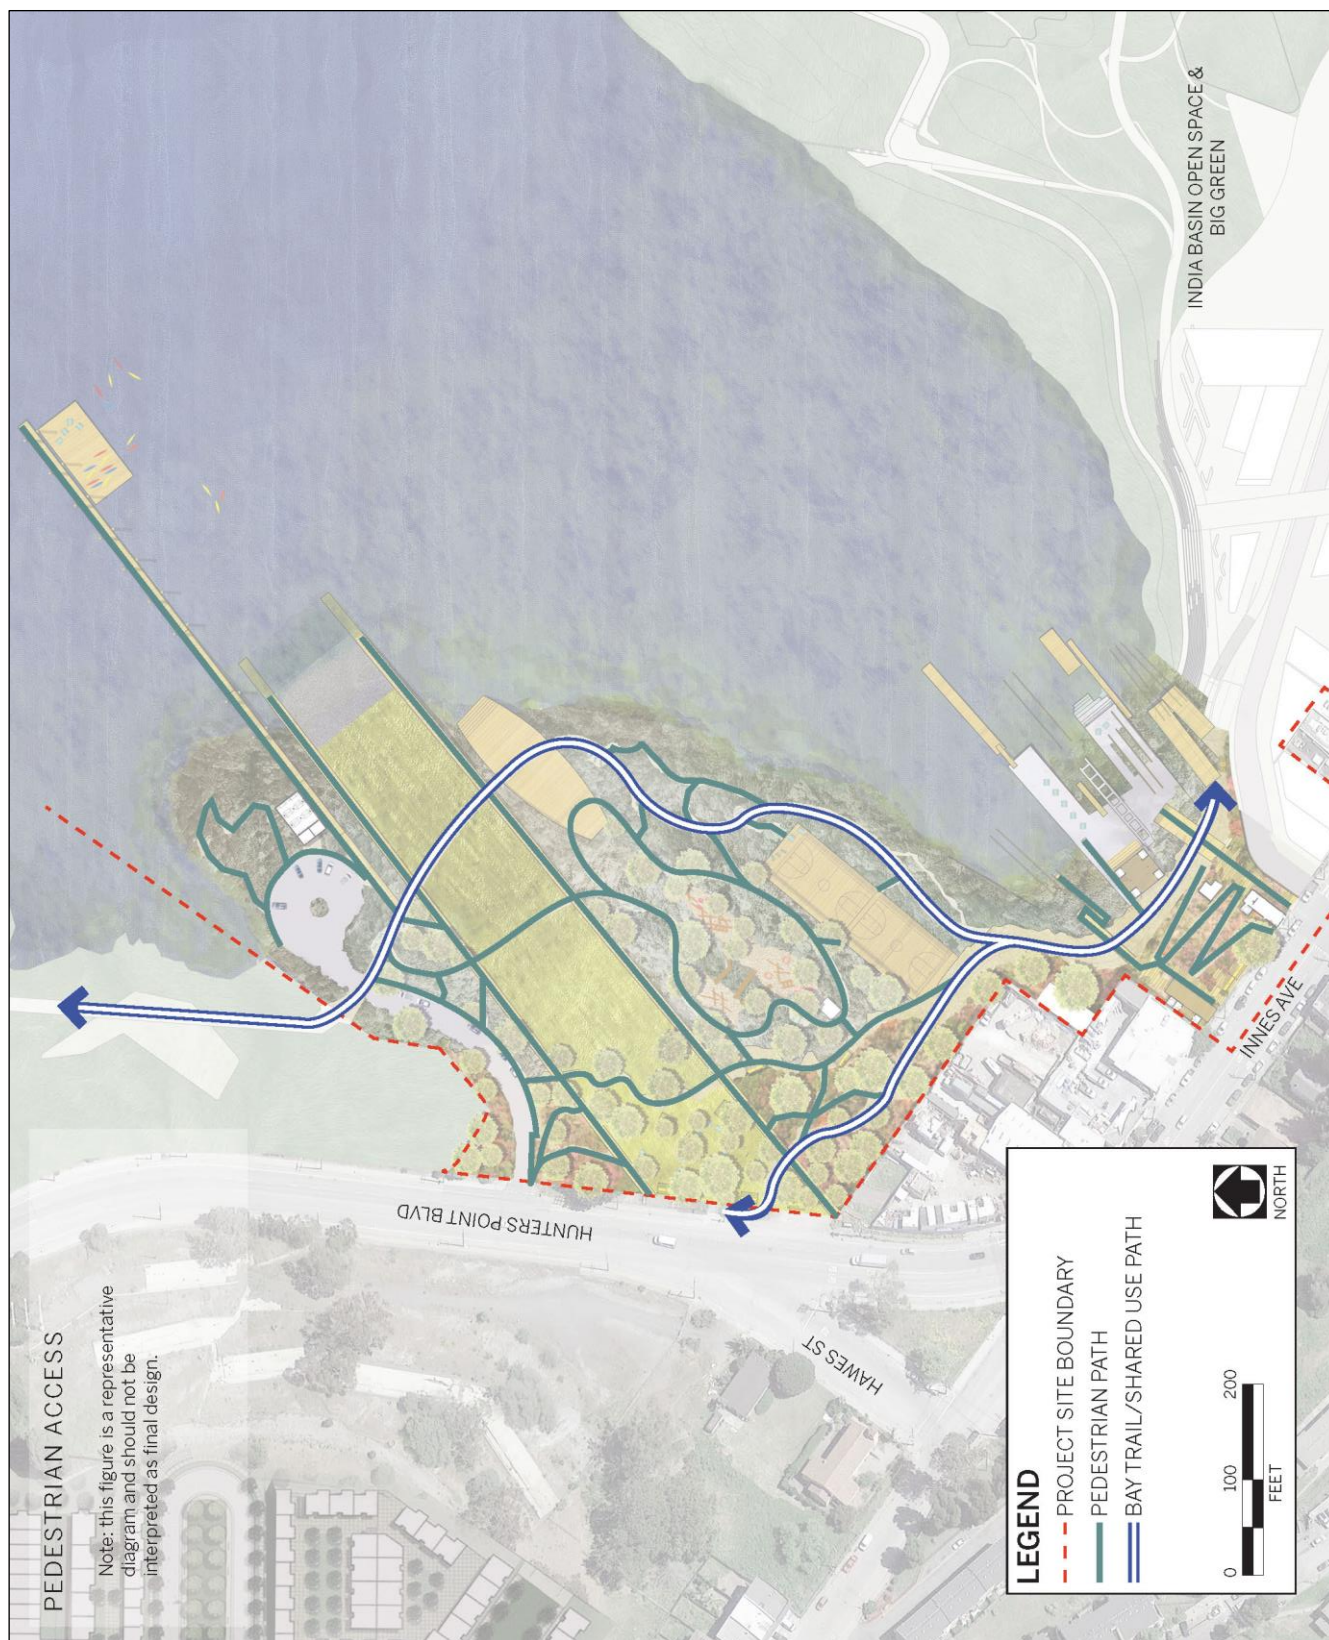 PEDESTRIAN ACCESS
Note: this figure is a representative
diagram and should not be
interpreted as final design.
HUNTERS POINT BLVD
HAWES ST
INNES AVE
INDIA BASIN OPEN SPACE &
BIG GREEN
LEGEND
PROJECT SITE BOUNDARY
PEDESTRIAN PATH
BAY TRAIL/SHARED USE PATH
0 100 200
FEET
NORTH